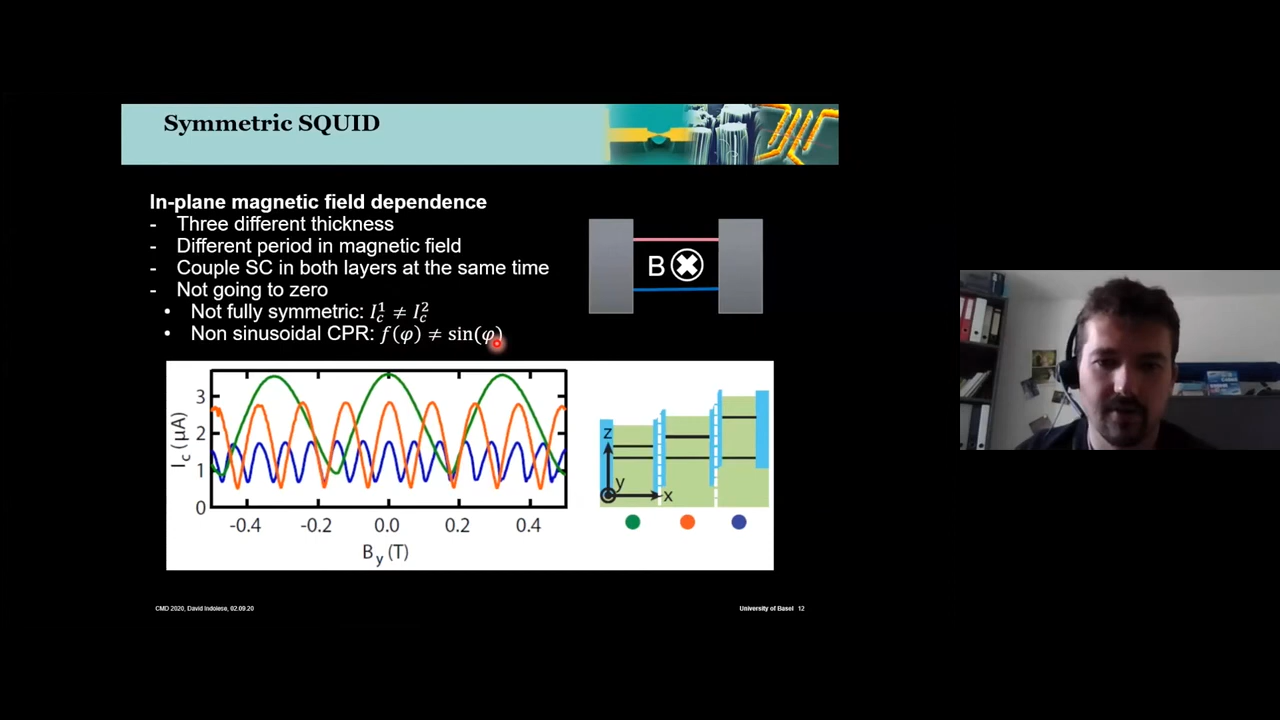 Symmetric SQUID
In-plane magnetic field dependence
- Three different thickness
- Different period in magnetic field
- Couple SC in both layers at the same time
- Not going to zero
• Not fully symmetric: I_c^1 ≠ I_c^2
• Non sinusoidal CPR: f(φ) ≠ sin(φ)
B
I_c (μA)
3
2
1
0
-0.4 -0.2 0.0 0.2 0.4
B_y (T)
z
y
x
CMD 2020, David Indolese, 02.09.20
University of Basel 12